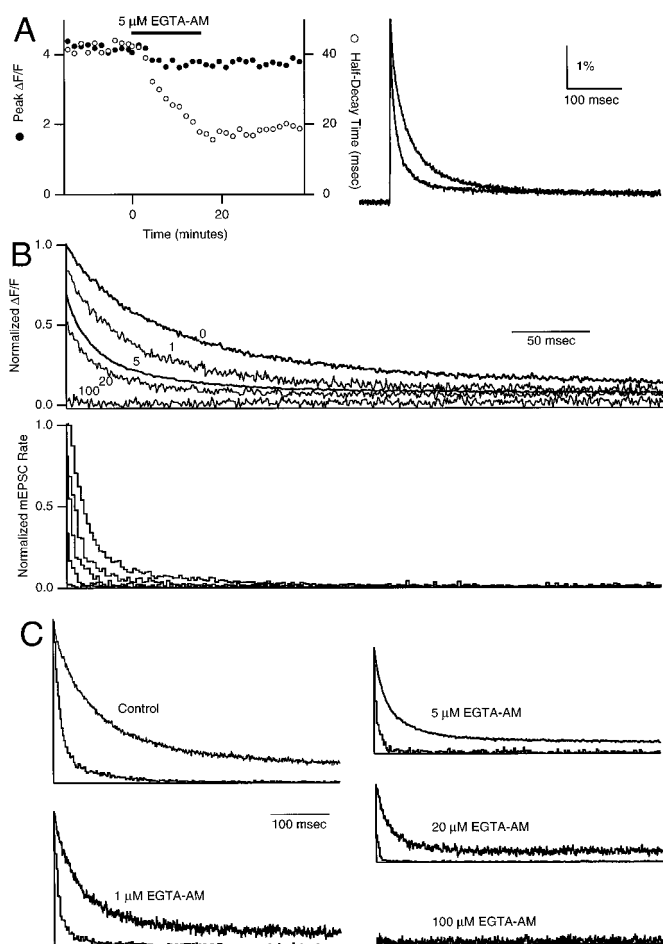 A
5 µM EGTA-AM
● Peak ΔF/F
4
2
0
0
20
Time (minutes)
40
20
0
○ Half-Decay Time (msec)
1%
100 msec
B
Normalized ΔF/F
1.0
0.5
0.0
0
1
5
20
100
50 msec
Normalized mEPSC Rate
1.0
0.5
0.0
C
Control
5 µM EGTA-AM
100 msec
20 µM EGTA-AM
1 µM EGTA-AM
100 µM EGTA-AM